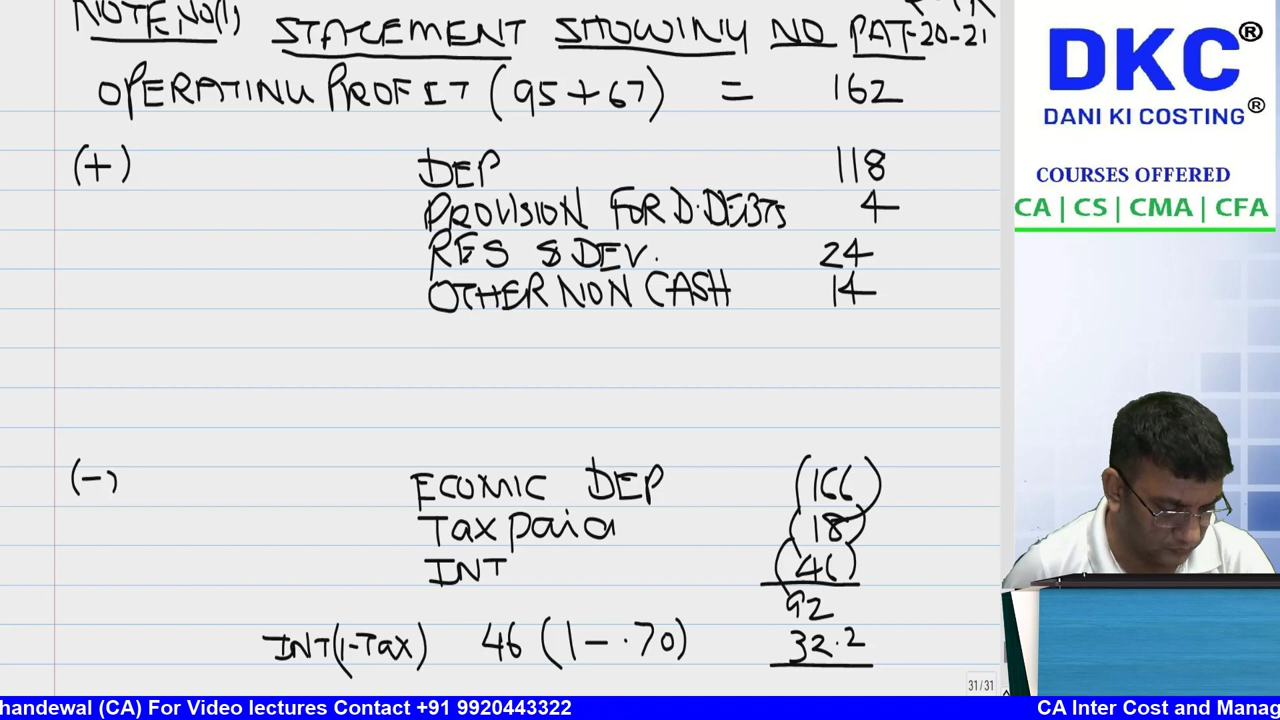 NOTE NO(1) STATEMENT SHOWING NO PAT-20-21
OPERATING PROFIT (95+67) = 162
(+) DEP 118
PROVISION FOR D.DEBTS 4
RES & DEV. 24
OTHER NON CASH 14
(-) ECOMIC DEP (166)
Tax paid (18)
INT (46)
92
INT(1-TAX) 46 (1-.70) 32.2
31/31
DKC®
DANI KI COSTING®
COURSES OFFERED
CA | CS | CMA | CFA
handewal (CA) For Video lectures Contact +91 9920443322
CA Inter Cost and Manag